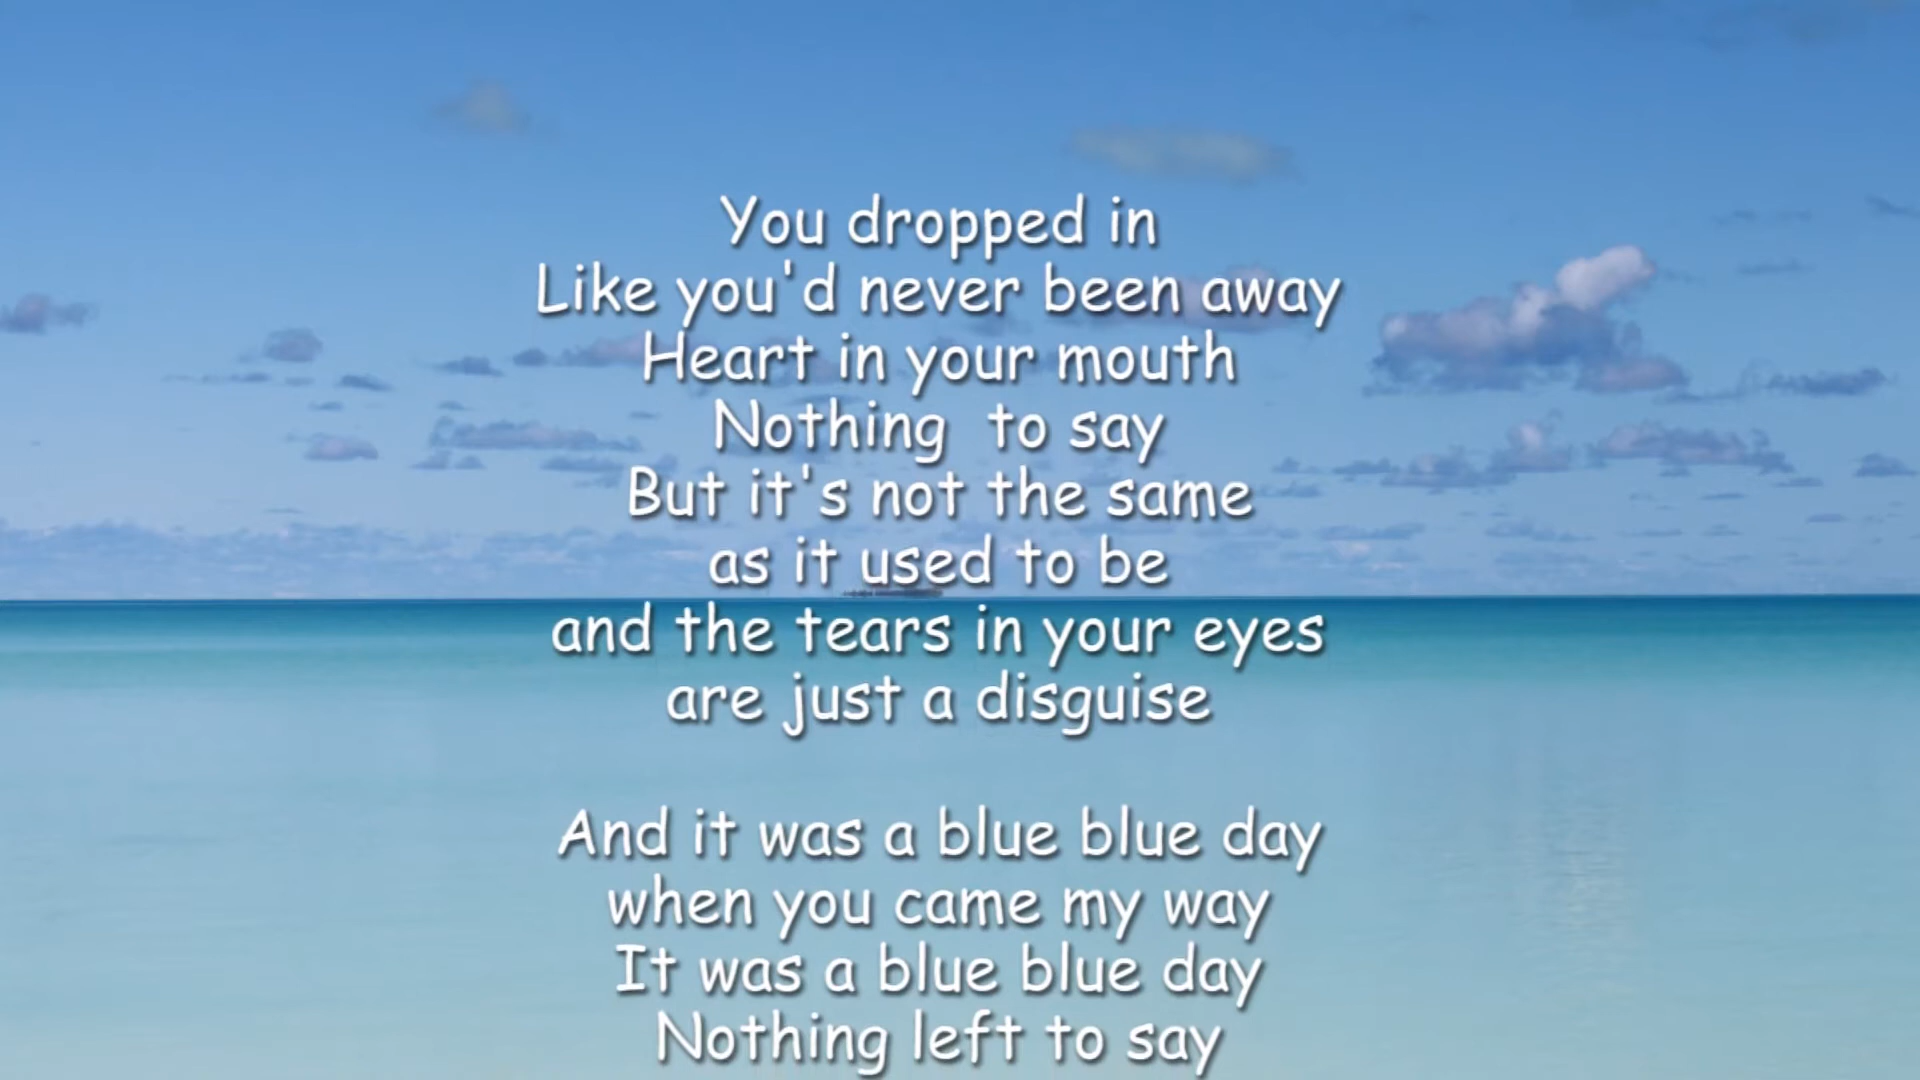 You dropped in
Like you'd never been away
Heart in your mouth
Nothing  to say
But it's not the same
as it used to be
and the tears in your eyes
are just a disguise
And it was a blue blue day
when you came my way
It was a blue blue day
Nothing left to say